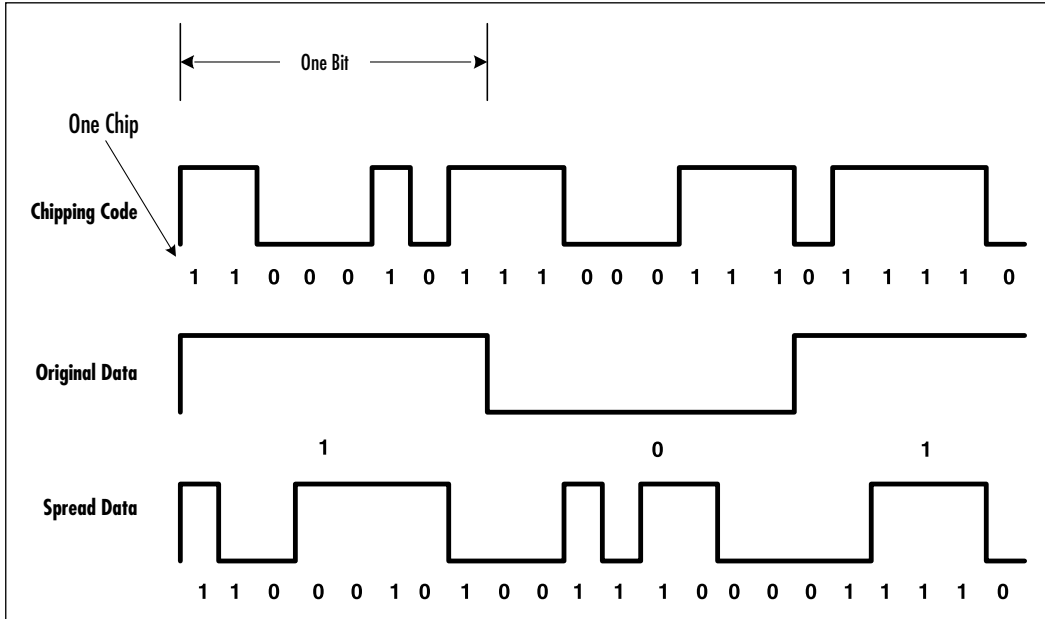 One Bit
One Chip
Chipping Code
1 1 0 0 0 1 0 1 1 1 0 0 0 1 1 1 0 1 1 1 1 0
Original Data
1 0 1
Spread Data
1 1 0 0 0 1 0 1 0 0 1 1 1 0 0 0 0 1 1 1 1 0